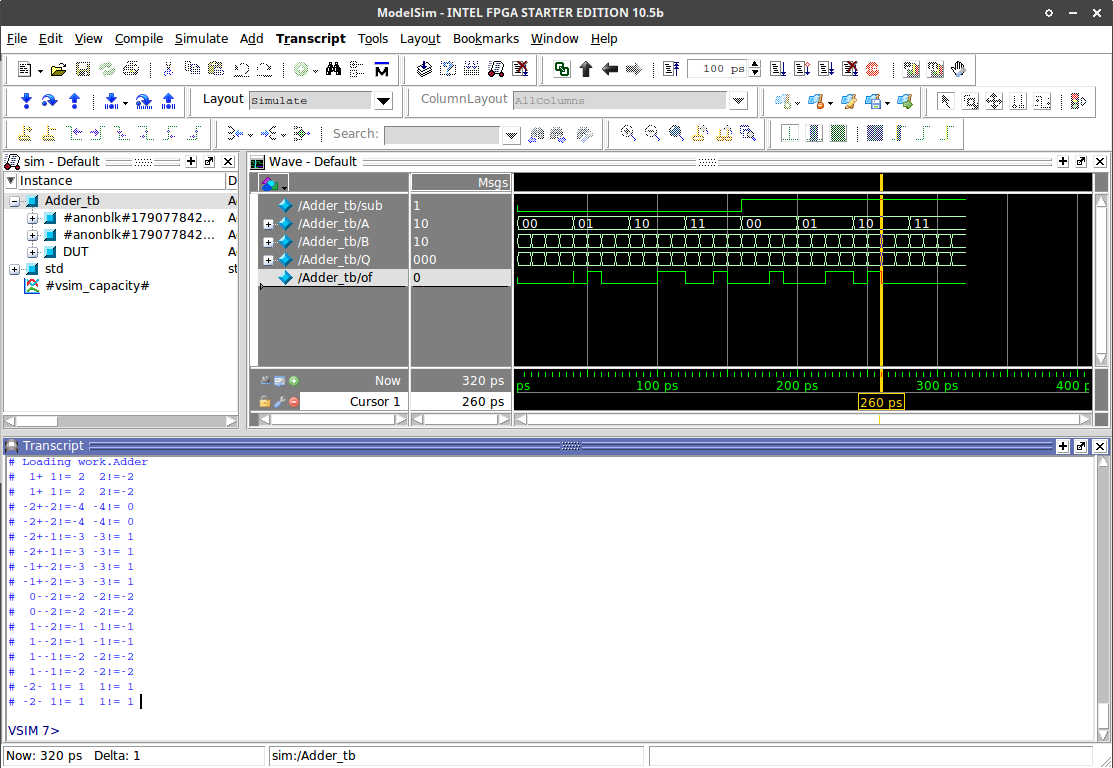 ModelSim - INTEL FPGA STARTER EDITION 10.5b
File Edit View Compile Simulate Add Transcript Tools Layout Bookmarks Window Help
100 ps
Layout Simulate ColumnLayout AllColumns
Search:
sim - Default
Instance D
Adder_tb A
#anonblk#179077842... A
#anonblk#179077842... A
DUT A
std st
#vsim_capacity#
Wave - Default
Msgs
/Adder_tb/sub 1
/Adder_tb/A 10 00 01 10 11 00 01 10 11
/Adder_tb/B 10
/Adder_tb/Q 000
/Adder_tb/of 0
Now 320 ps ps 100 ps 200 ps 300 ps 400 p
Cursor 1 260 ps 260 ps
Transcript
# Loading work.Adder
#  1+ 1!= 2  2!=-2
#  1+ 1!= 2  2!=-2
# -2+-2!=-4 -4!= 0
# -2+-2!=-4 -4!= 0
# -2+-1!=-3 -3!= 1
# -2+-1!=-3 -3!= 1
# -1+-2!=-3 -3!= 1
# -1+-2!=-3 -3!= 1
#  0--2!=-2 -2!=-2
#  0--2!=-2 -2!=-2
#  1--2!=-1 -1!=-1
#  1--2!=-1 -1!=-1
#  1--1!=-2 -2!=-2
#  1--1!=-2 -2!=-2
# -2- 1!= 1  1!= 1
# -2- 1!= 1  1!= 1
VSIM 7>
Now: 320 ps Delta: 1 sim:/Adder_tb